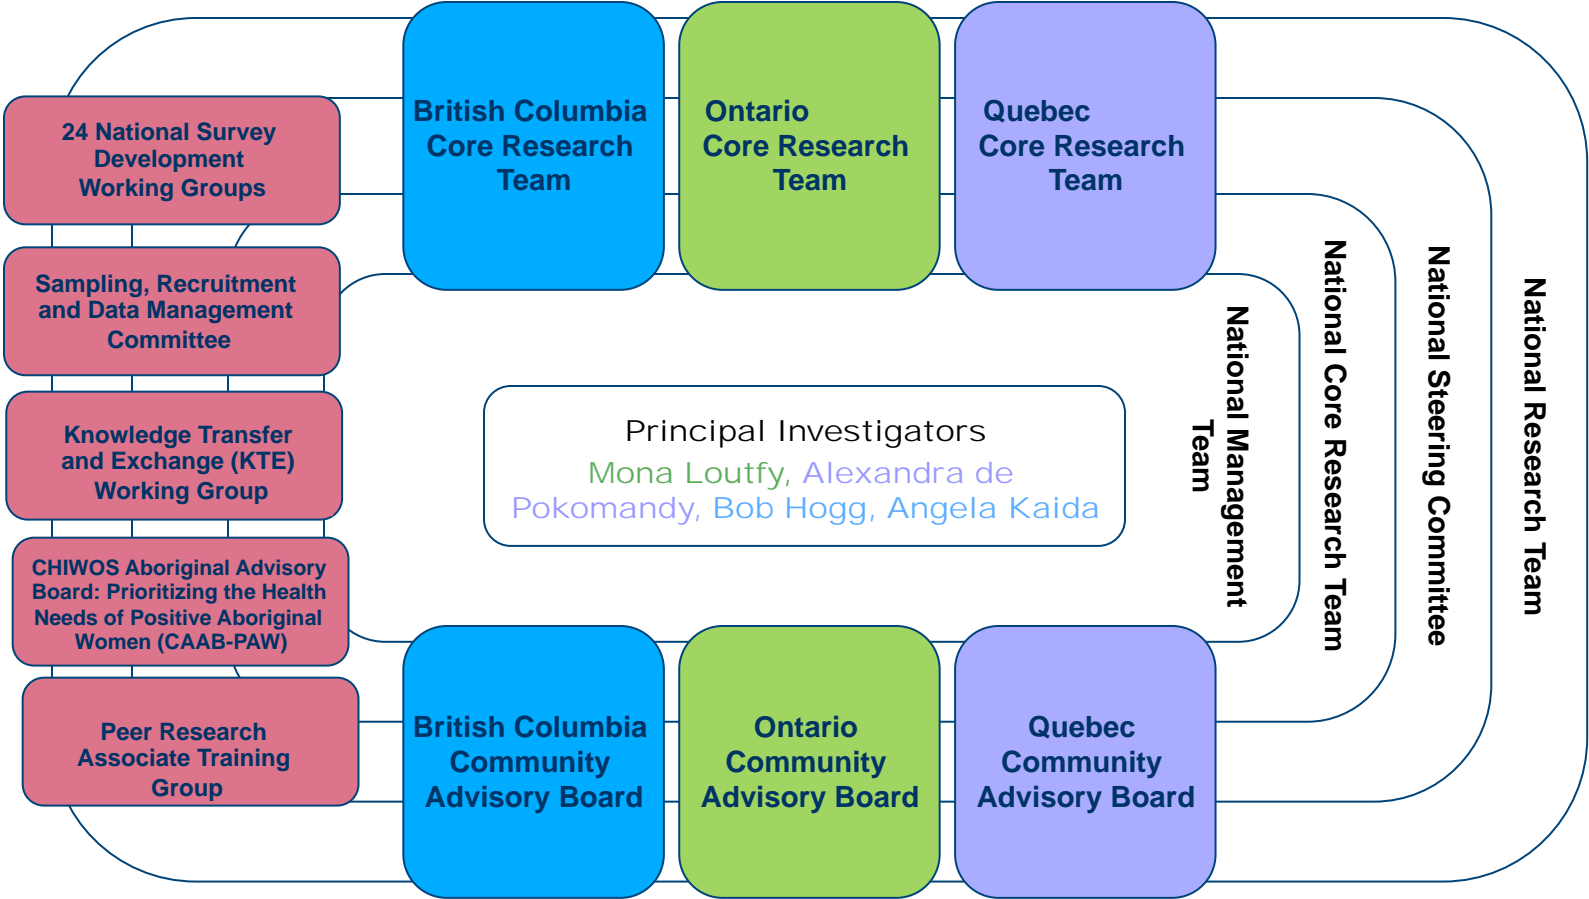 British Columbia
Core Research
Team
Ontario
Core Research
Team
Quebec
Core Research
Team
24 National Survey
Development
Working Groups
Sampling, Recruitment
and Data Management
Committee
Knowledge Transfer
and Exchange (KTE)
Working Group
CHIWOS Aboriginal Advisory
Board: Prioritizing the Health
Needs of Positive Aboriginal
Women (CAAB-PAW)
Peer Research
Associate Training
Group
Principal Investigators
Mona Loutfy, Alexandra de
Pokomandy, Bob Hogg, Angela Kaida
National Management
Team
National Core Research Team
National Steering Committee
National Research Team
British Columbia
Community
Advisory Board
Ontario
Community
Advisory Board
Quebec
Community
Advisory Board